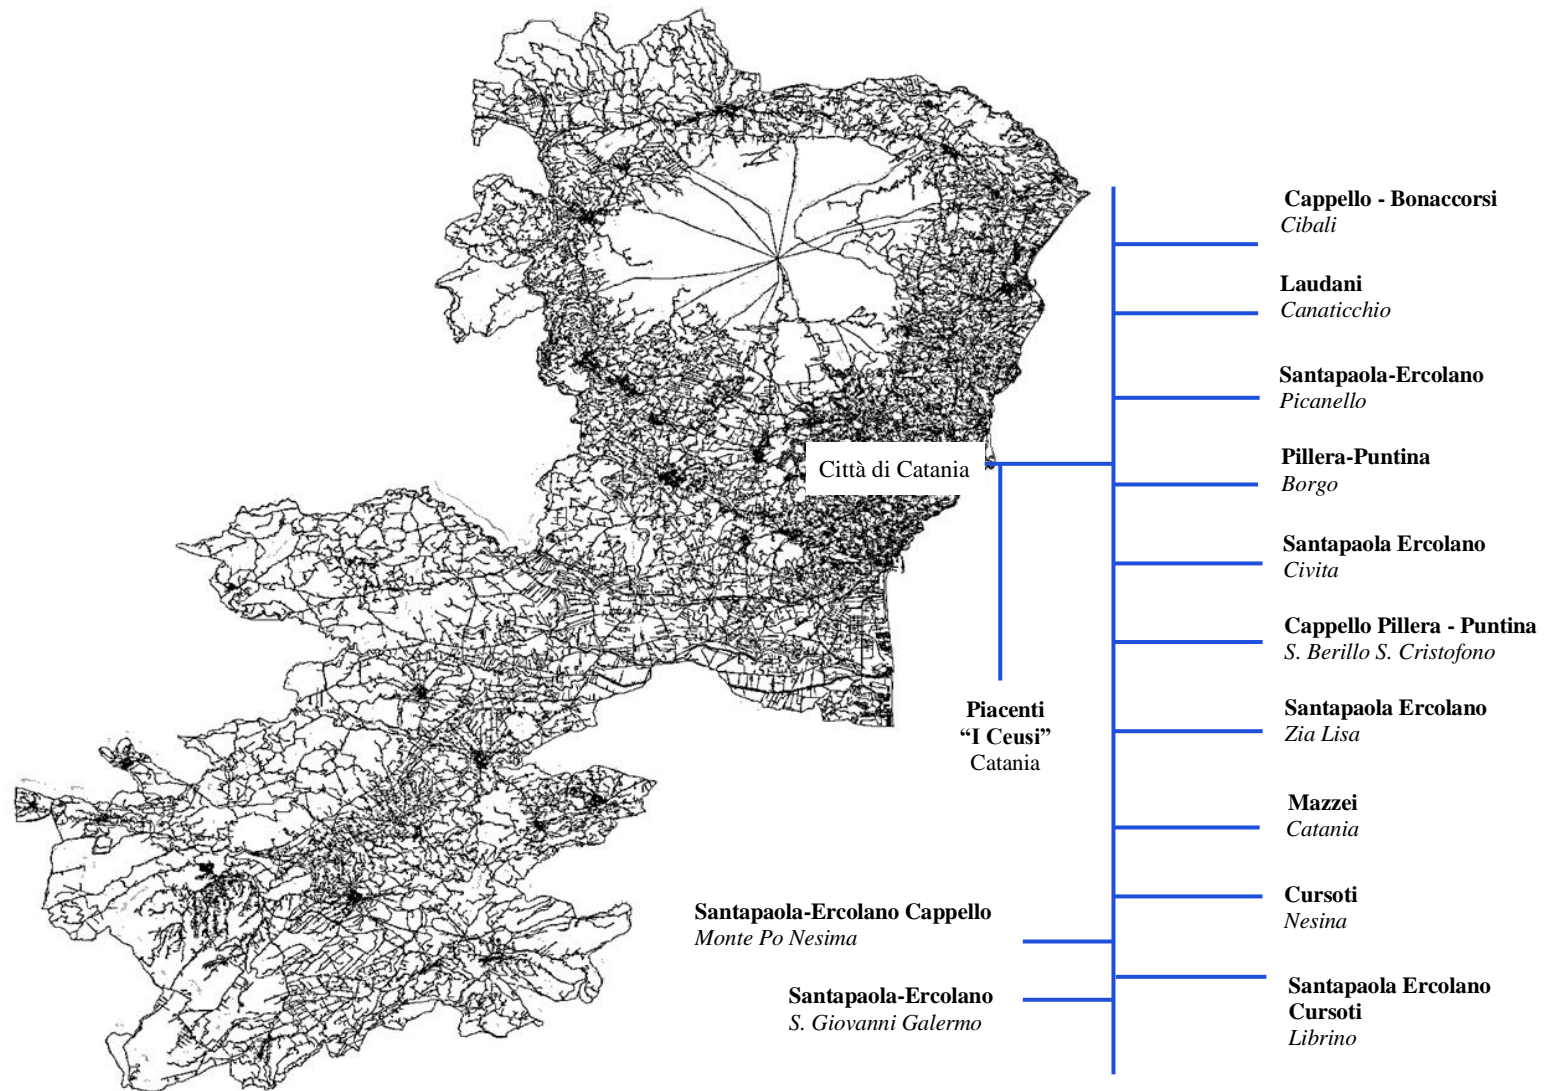 Cappello - Bonaccorsi
Cibali
Laudani
Canaticchio
Santapaola-Ercolano
Picanello
Città di Catania
Pillera-Puntina
Borgo
Santapaola Ercolano
Civita
Cappello Pillera - Puntina
S. Berillo S. Cristofono
Piacenti
“I Ceusi”
Catania
Santapaola Ercolano
Zia Lisa
Mazzei
Catania
Cursoti
Nesina
Santapaola-Ercolano Cappello
Monte Po Nesima
Santapaola-Ercolano
S. Giovanni Galermo
Santapaola Ercolano
Cursoti
Librino